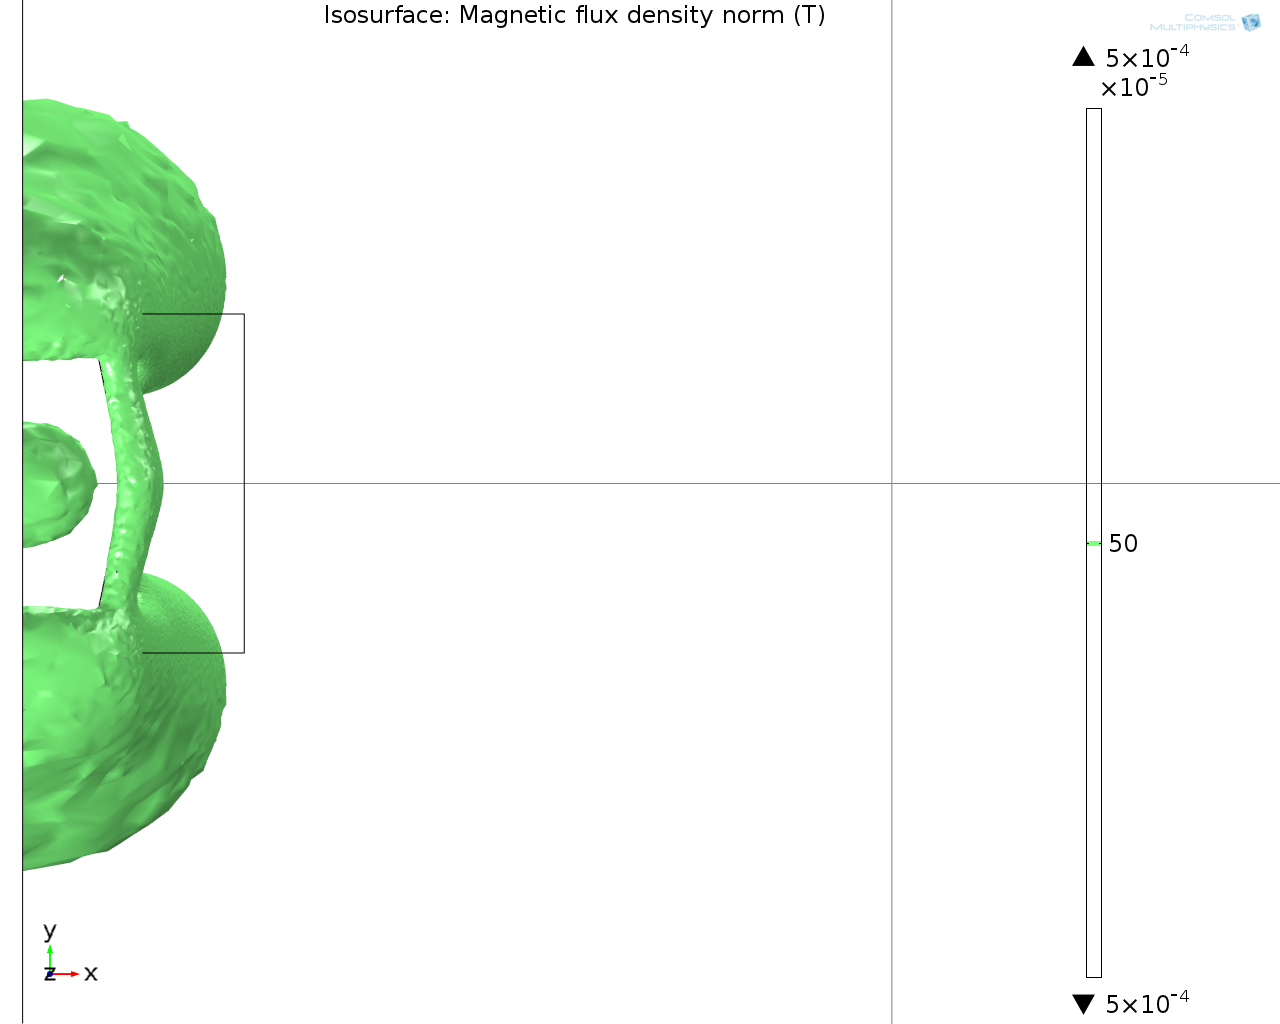 Isosurface: Magnetic flux density norm (T)
COMSOL
MULTIPHYSICS
▲ 5×10⁻⁴
×10⁻⁵
50
y
z x
▼ 5×10⁻⁴